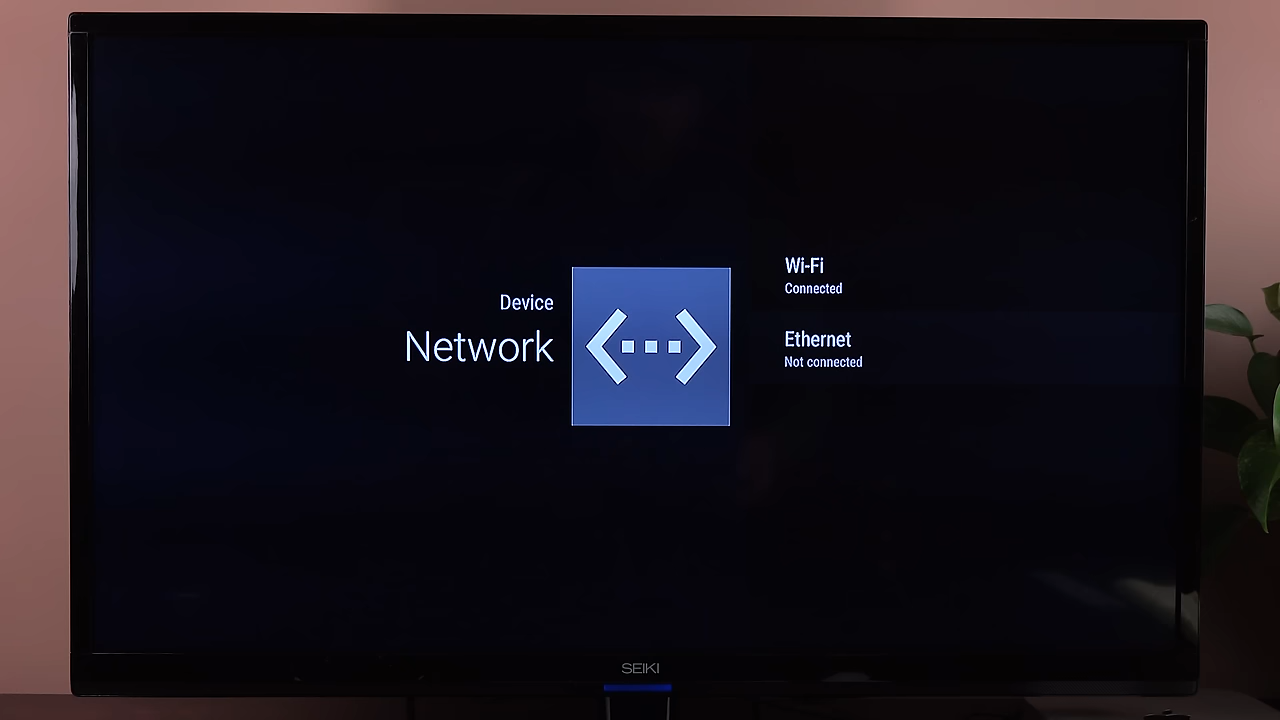 Device
Network
Wi-Fi
Connected
Ethernet
Not connected
SEIKI